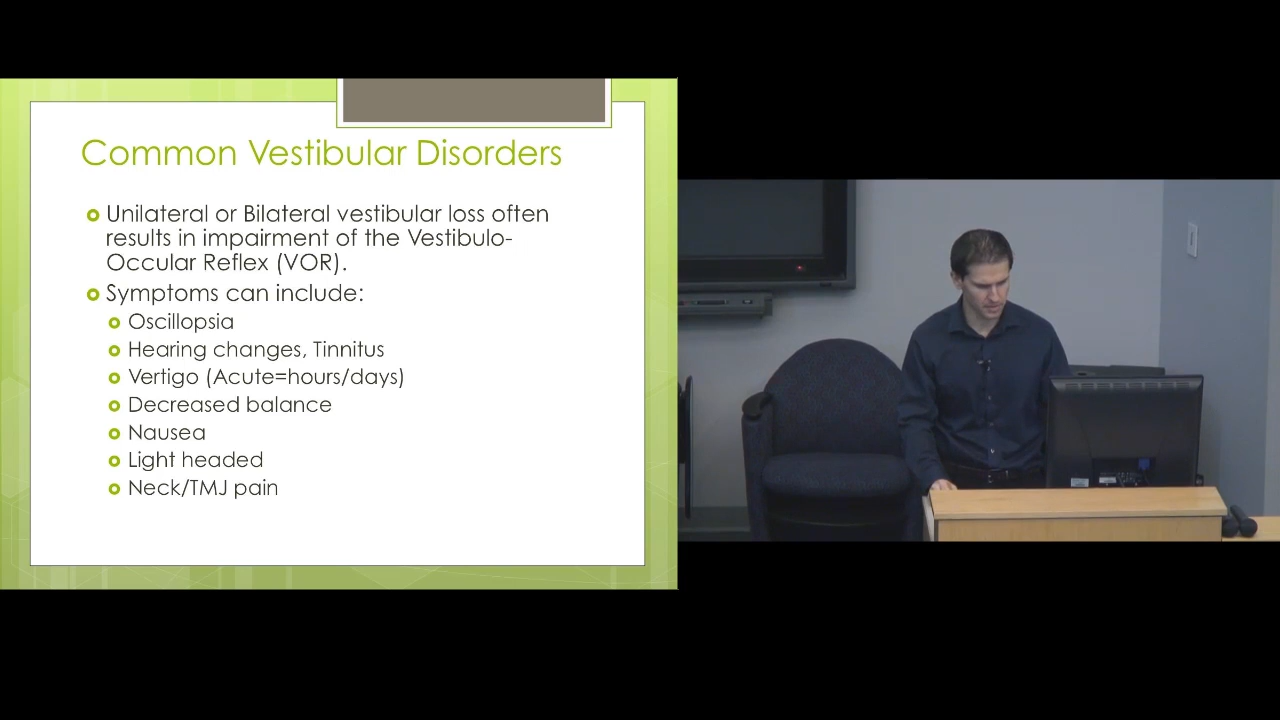 Common Vestibular Disorders
Unilateral or Bilateral vestibular loss often
results in impairment of the Vestibulo-
Occular Reflex (VOR).
Symptoms can include:
Oscillopsia
Hearing changes, Tinnitus
Vertigo (Acute=hours/days)
Decreased balance
Nausea
Light headed
Neck/TMJ pain